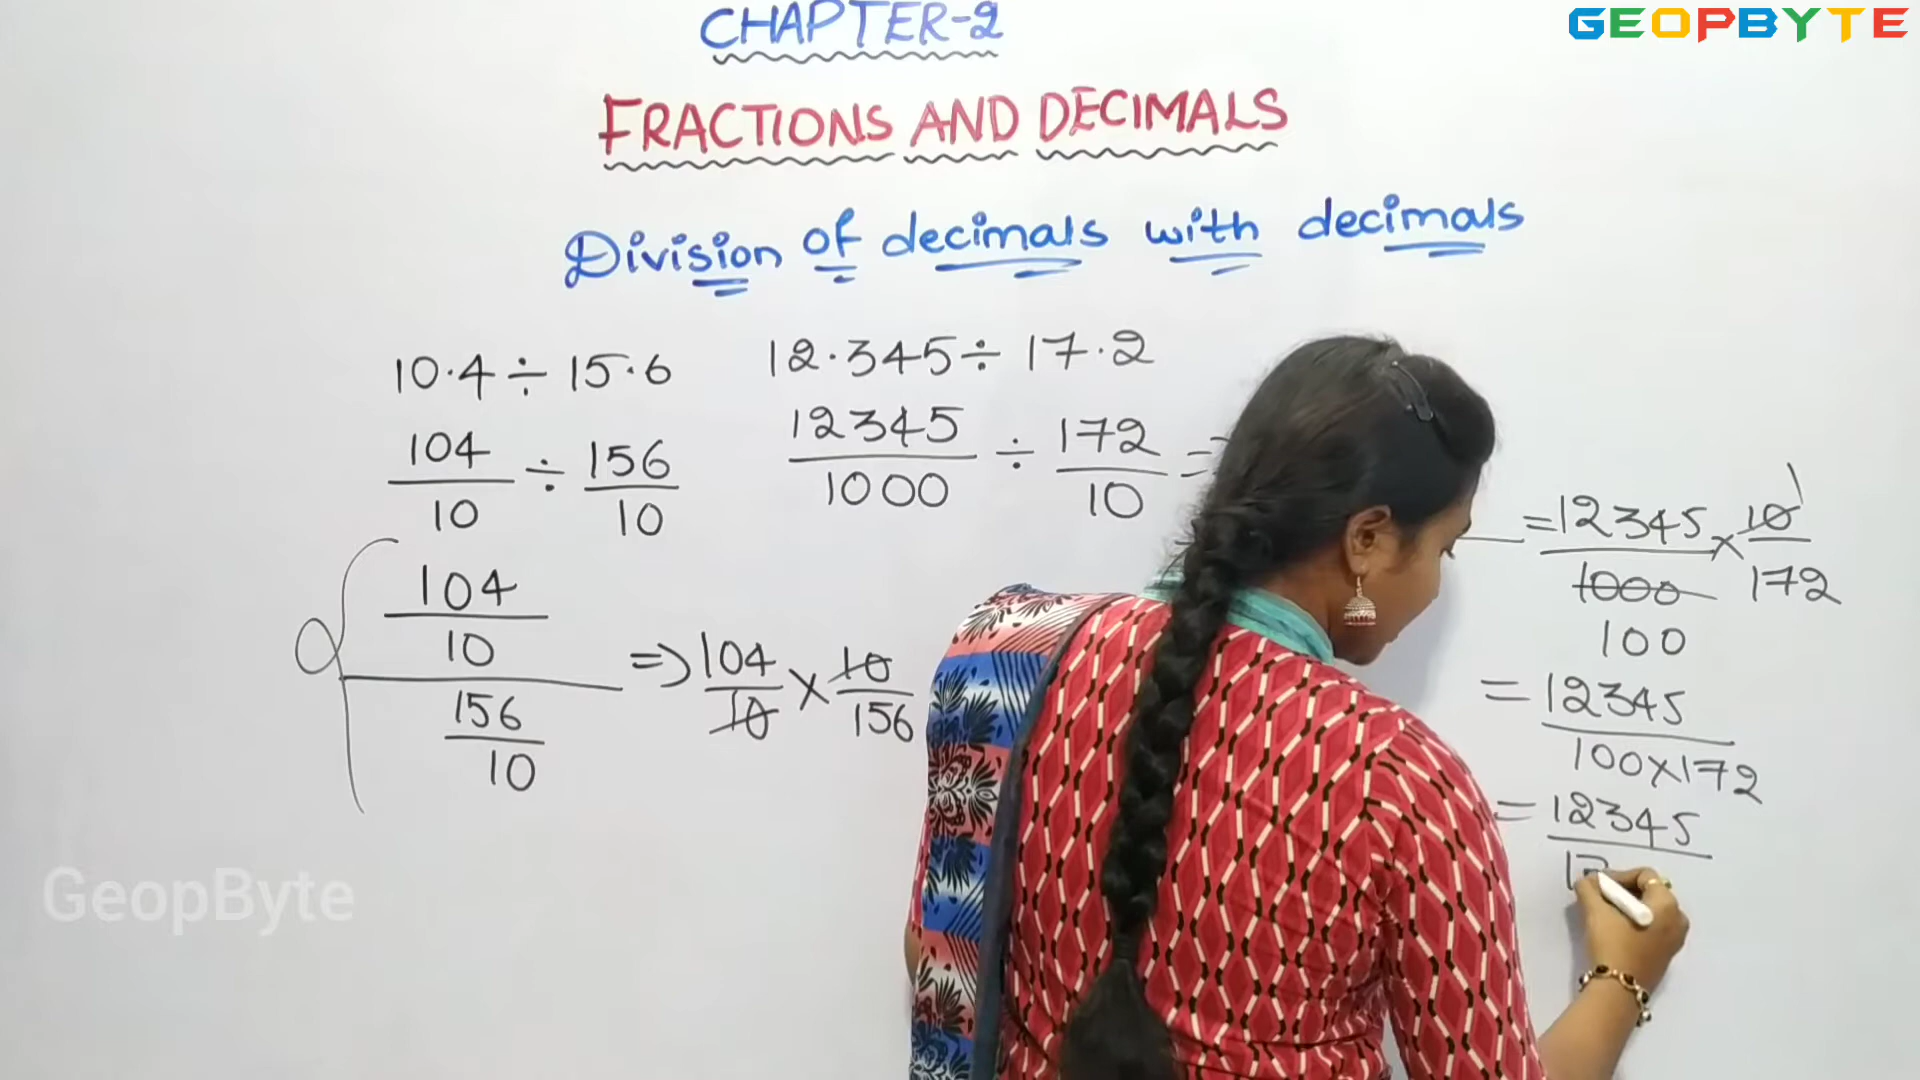 CHAPTER-2
GEOPBYTE
FRACTIONS AND DECIMALS
Division of decimals with decimals
10.4 ÷ 15.6
104/10 ÷ 156/10
104/10
156/10
=> 104/10 × 10/156
12.345 ÷ 17.2
12345/1000 ÷ 172/10 =
= 12345/1000 × 10/172
1
100
= 12345/100×172
= 12345
GeopByte